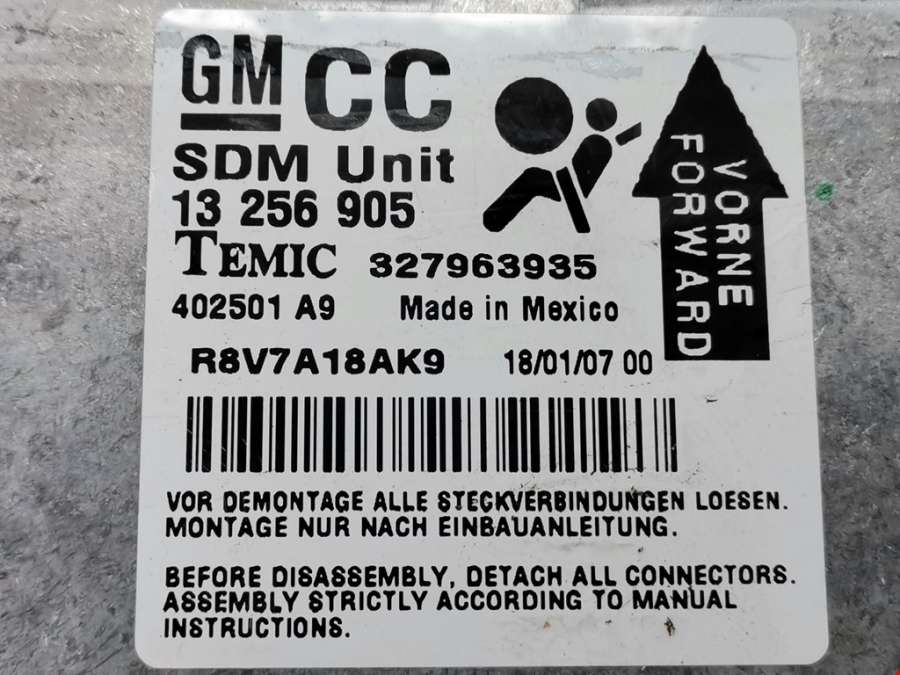 GM CC
SDM Unit
13 256 905
TEMIC 327963935
402501 A9 Made in Mexico
R8V7A18AK9 18/01/07 00
VORNE
FORWARD
VOR DEMONTAGE ALLE STECKVERBINDUNGEN LOESEN.
MONTAGE NUR NACH EINBAUANLEITUNG.
BEFORE DISASSEMBLY, DETACH ALL CONNECTORS.
ASSEMBLY STRICTLY ACCORDING TO MANUAL
INSTRUCTIONS.